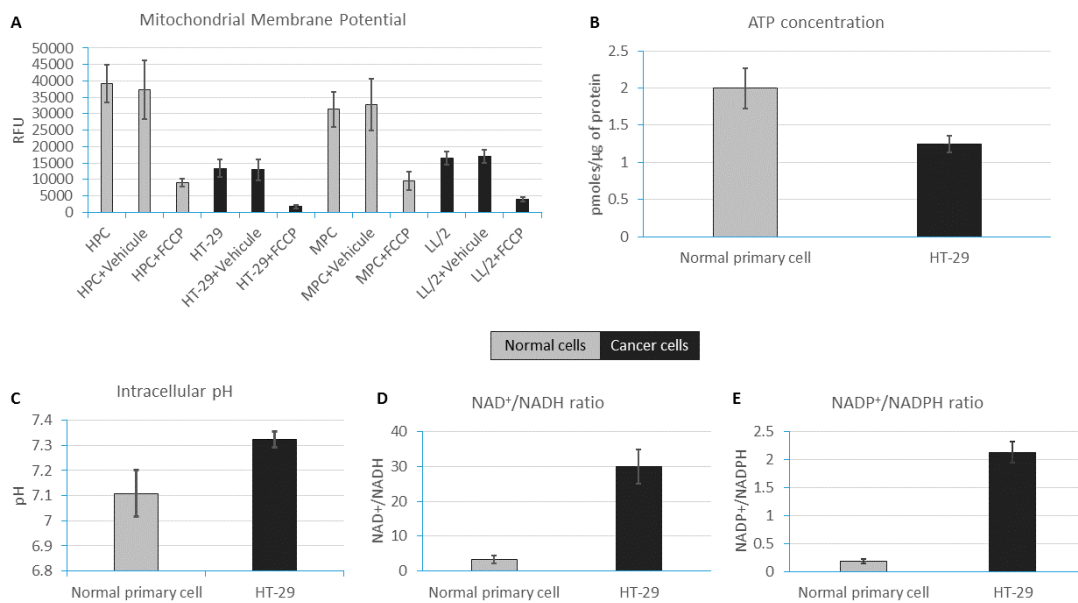 A
Mitochondrial Membrane Potential
RFU
50000
45000
40000
35000
30000
25000
20000
15000
10000
5000
0
HPC
HPC+Vehicule
HPC+FCCP
HT-29
HT-29+Vehicule
HT-29+FCCP
MPC
MPC+Vehicule
MPC+FCCP
LL/2
LL/2+Vehicule
LL/2+FCCP
B
ATP concentration
pmoles/µg of protein
2.5
2
1.5
1
0.5
0
Normal primary cell
HT-29
Normal cells
Cancer cells
C
Intracellular pH
pH
7.4
7.3
7.2
7.1
7
6.9
6.8
Normal primary cell
HT-29
D
NAD⁺/NADH ratio
NAD+/NADH
40
30
20
10
0
Normal primary cell
HT-29
E
NADP⁺/NADPH ratio
NADP+/NADPH
2.5
2
1.5
1
0.5
0
Normal primary cell
HT-29